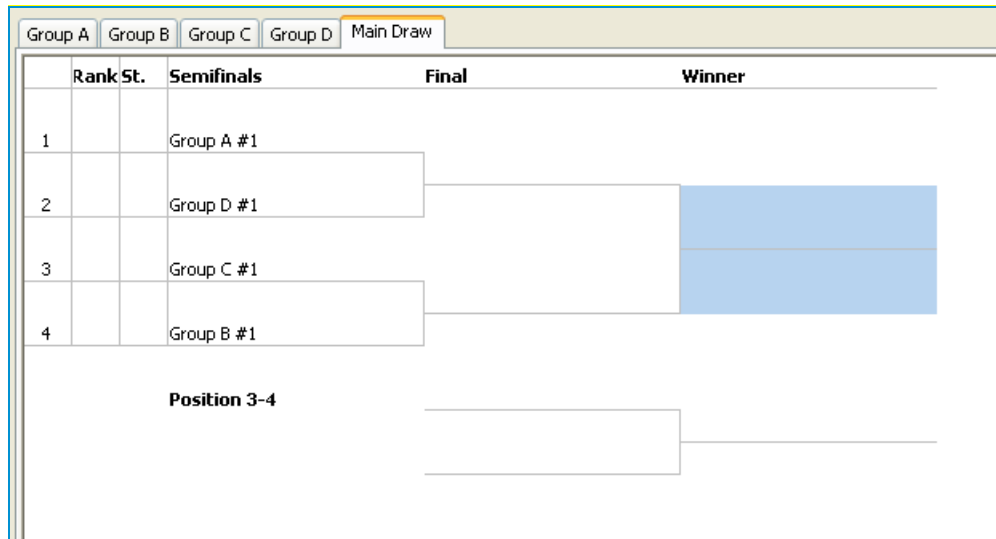 Group A Group B Group C Group D Main Draw
Rank St. Semifinals Final Winner
1 Group A #1
2 Group D #1
3 Group C #1
4 Group B #1
Position 3-4